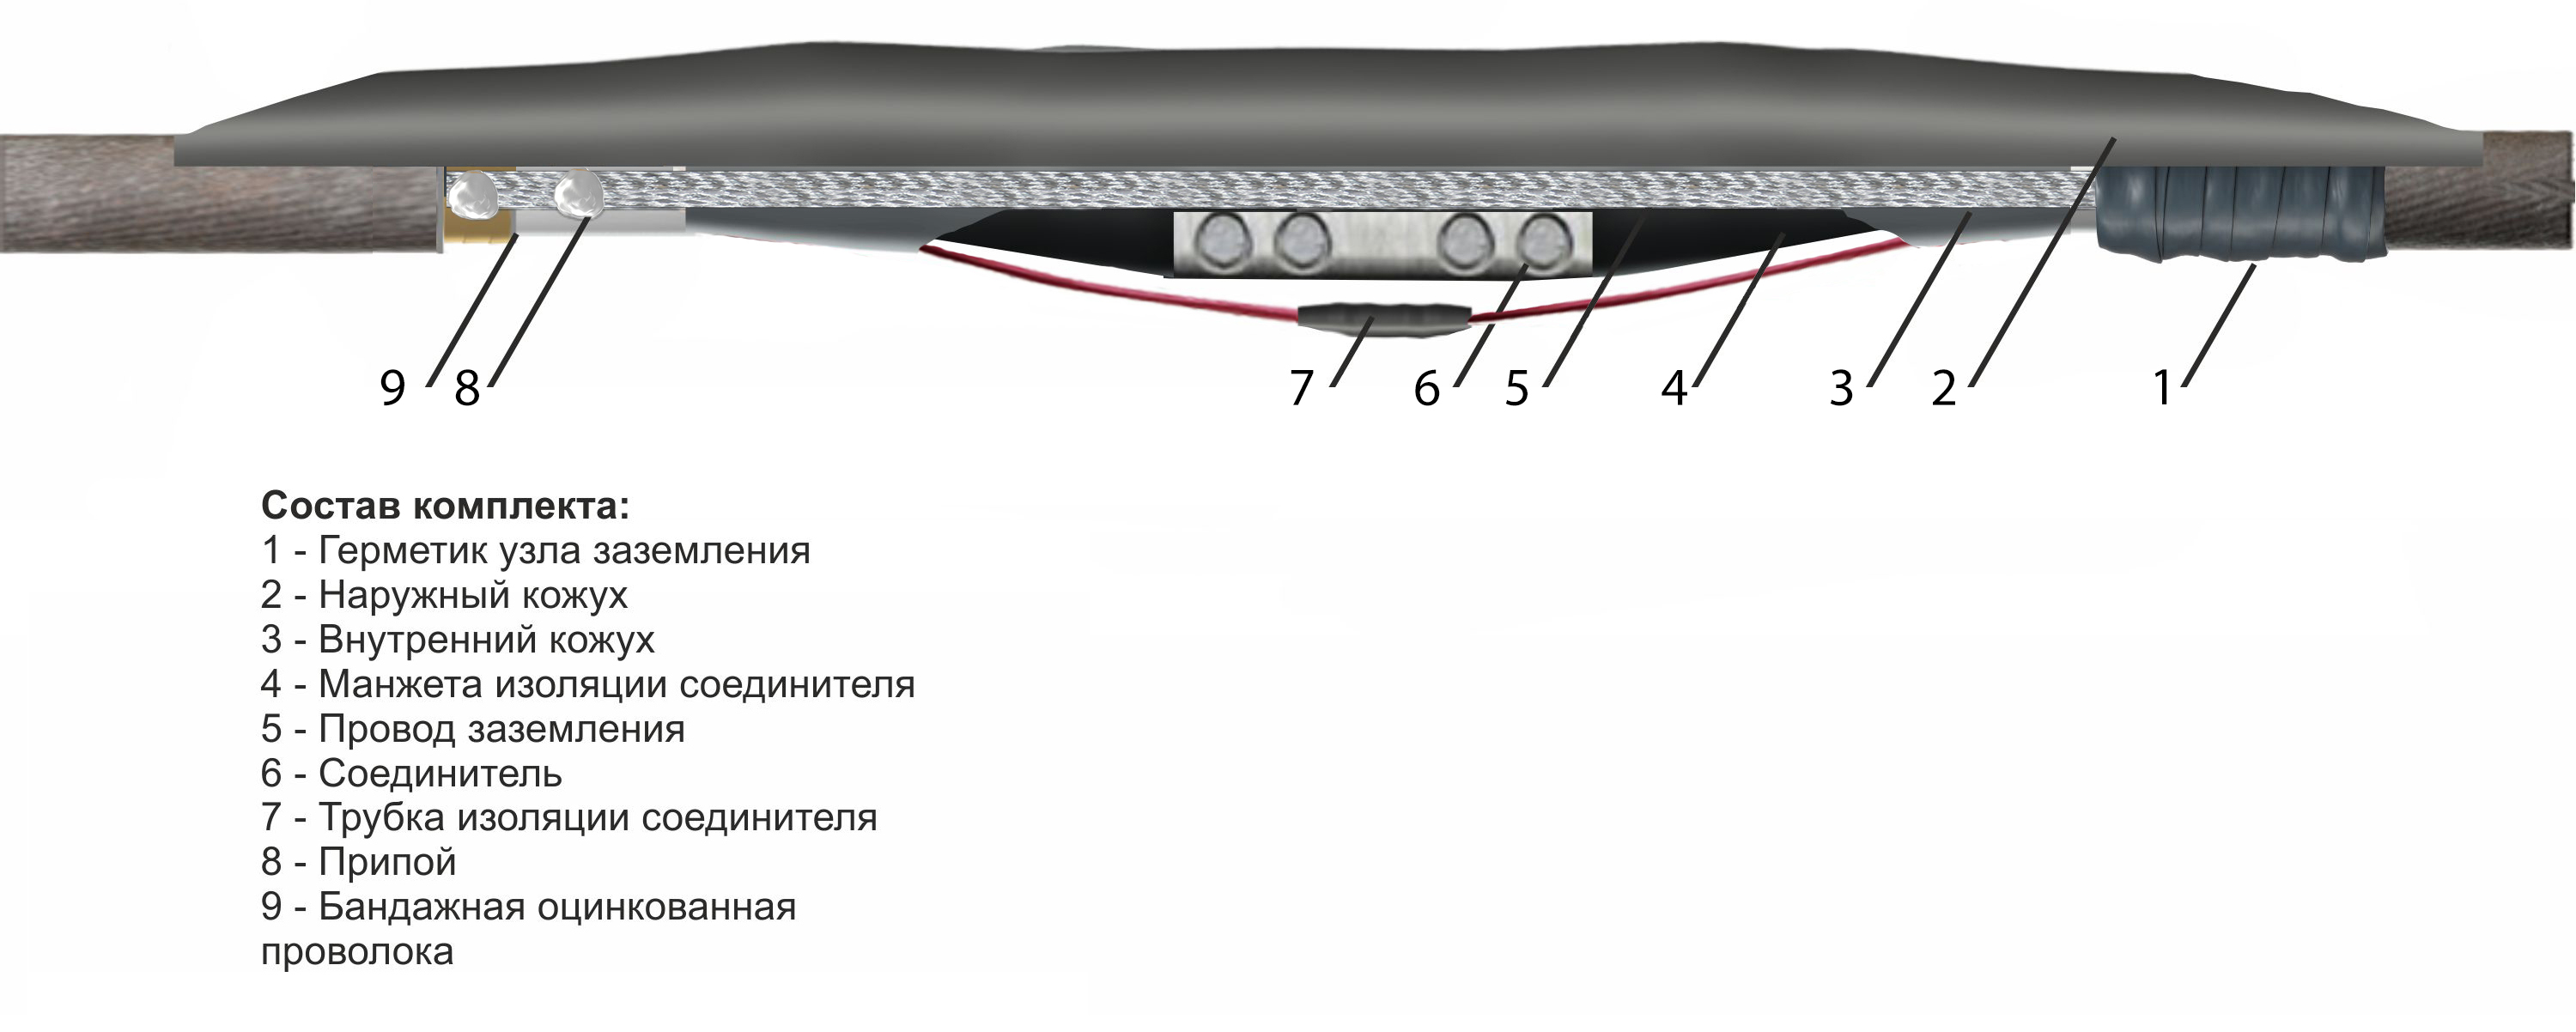 9 8 7 6 5 4 3 2 1
Состав комплекта:
1 - Герметик узла заземления
2 - Наружный кожух
3 - Внутренний кожух
4 - Манжета изоляции соединителя
5 - Провод заземления
6 - Соединитель
7 - Трубка изоляции соединителя
8 - Припой
9 - Бандажная оцинкованная
проволока